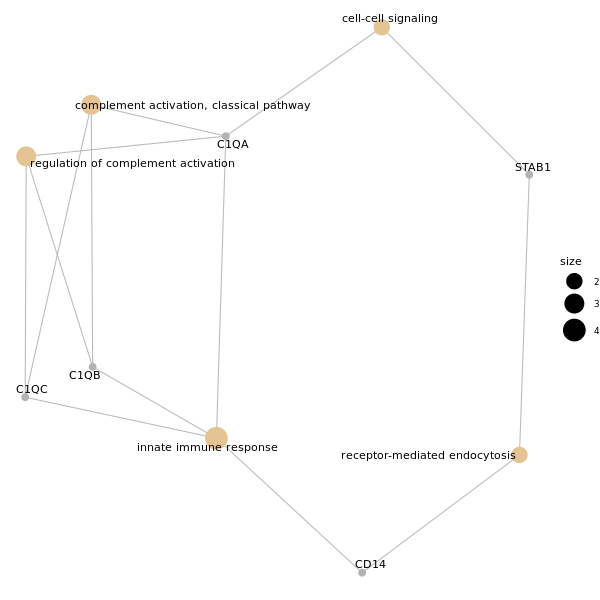 cell-cell signaling
complement activation, classical pathway
C1QA
regulation of complement activation
STAB1
size
2
3
4
C1QB
C1QC
innate immune response
receptor-mediated endocytosis
CD14